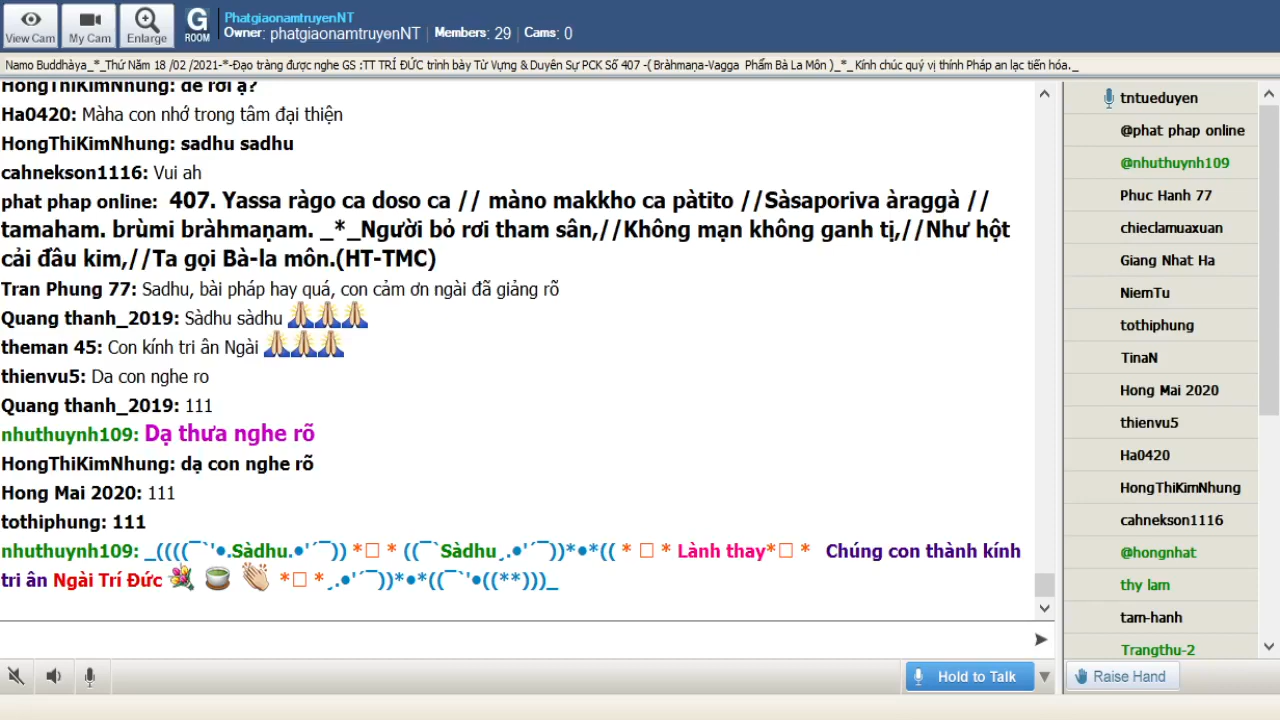 View Cam
My Cam
Enlarge
G
ROOM
PhatgiaonamtruyenNT
Owner: phatgiaonamtruyenNT | Members: 29 | Cams: 0
Namo Buddhàya_*_Thứ Năm 18 /02 /2021-*-Đạo tràng được nghe GS :TT TRÍ ĐỨC trình bày Từ Vựng & Duyên Sự PCK Số 407 -( Bràhmaṇa-Vagga Phẩm Bà La Môn )_*_ Kính chúc quý vị thính Pháp an lạc tiến hóa._
HongThiKimNhung: dể rơi ạ?
Ha0420: Màha con nhớ trong tâm đại thiện
HongThiKimNhung: sadhu sadhu
cahnekson1116: Vui ah
phat phap online: 407. Yassa ràgo ca doso ca // màno makkho ca pàtito //Sàsaporiva àraggà //
tamaham. brùmi bràhmaṇam. _*_Người bỏ rơi tham sân,//Không mạn không ganh tị,//Như hột
cải đầu kim,//Ta gọi Bà-la môn.(HT-TMC)
Tran Phung 77: Sadhu, bài pháp hay quá, con cảm ơn ngài đã giảng rõ
Quang thanh_2019: Sàdhu sàdhu
theman 45: Con kính tri ân Ngài
thienvu5: Da con nghe ro
Quang thanh_2019: 111
nhuthuynh109: Dạ thưa nghe rõ
HongThiKimNhung: dạ con nghe rõ
Hong Mai 2020: 111
tothiphung: 111
nhuthuynh109: _((((¯`'•.Sàdhu.•'´¯)) *□ * ((¯`Sàdhu¸.•'´¯))*•*(( * □ * Lành thay*□ * Chúng con thành kính
tri ân Ngài Trí Đức 💐 🍵 👏 *□ *¸.•'´¯))*•*((¯`'•((**)))_
Hold to Talk
tntueduyen
@phat phap online
@nhuthuynh109
Phuc Hanh 77
chieclamuaxuan
Giang Nhat Ha
NiemTu
tothiphung
TinaN
Hong Mai 2020
thienvu5
Ha0420
HongThiKimNhung
cahnekson1116
@hongnhat
thy lam
tam-hanh
Trangthu-2
Raise Hand